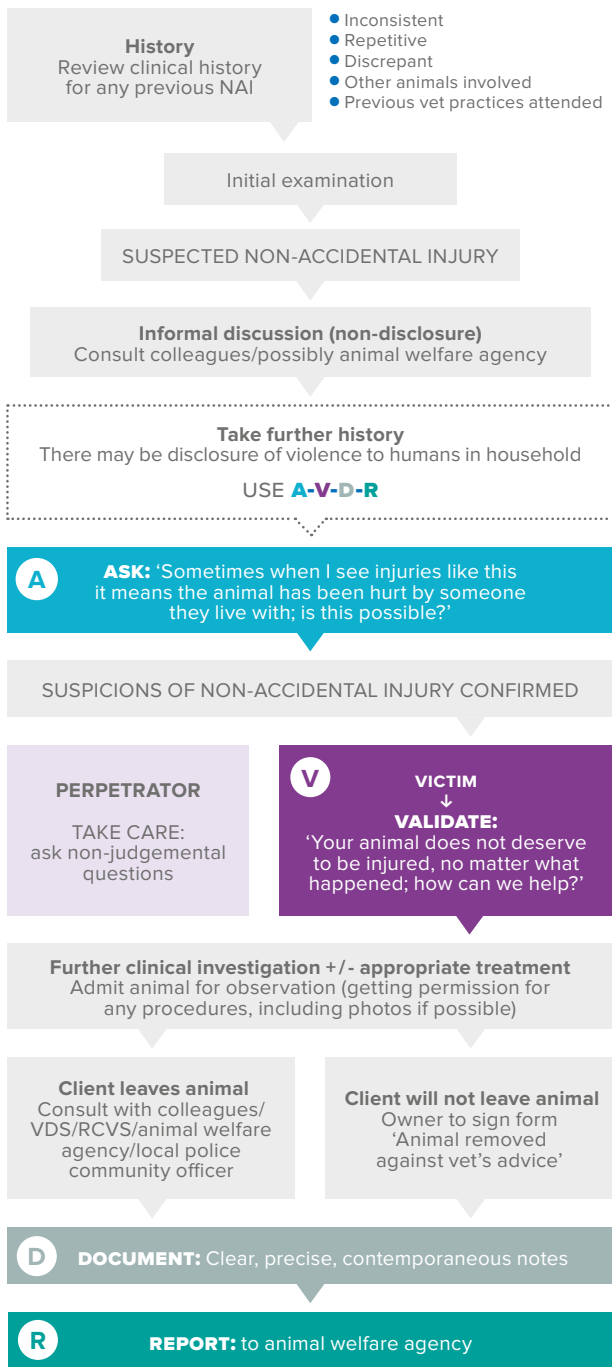 History
Review clinical history
for any previous NAI
● Inconsistent
● Repetitive
● Discrepant
● Other animals involved
● Previous vet practices attended
Initial examination
SUSPECTED NON-ACCIDENTAL INJURY
Informal discussion (non-disclosure)
Consult colleagues/possibly animal welfare agency
Take further history
There may be disclosure of violence to humans in household
USE A-V-D-R
A
ASK: ‘Sometimes when I see injuries like this
it means the animal has been hurt by someone
they live with; is this possible?’
SUSPICIONS OF NON-ACCIDENTAL INJURY CONFIRMED
PERPETRATOR
TAKE CARE:
ask non-judgemental
questions
V
VICTIM
↓
VALIDATE:
‘Your animal does not deserve
to be injured, no matter what
happened; how can we help?’
Further clinical investigation +/- appropriate treatment
Admit animal for observation (getting permission for
any procedures, including photos if possible)
Client leaves animal
Consult with colleagues/
VDS/RCVS/animal welfare
agency/local police
community officer
Client will not leave animal
Owner to sign form
‘Animal removed
against vet’s advice’
D
DOCUMENT: Clear, precise, contemporaneous notes
R
REPORT: to animal welfare agency